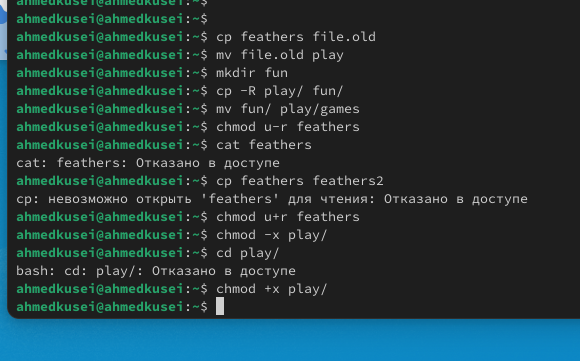 ahmedkusei@ahmedkusei:~$
ahmedkusei@ahmedkusei:~$
ahmedkusei@ahmedkusei:~$ cp feathers file.old
ahmedkusei@ahmedkusei:~$ mv file.old play
ahmedkusei@ahmedkusei:~$ mkdir fun
ahmedkusei@ahmedkusei:~$ cp -R play/ fun/
ahmedkusei@ahmedkusei:~$ mv fun/ play/games
ahmedkusei@ahmedkusei:~$ chmod u-r feathers
ahmedkusei@ahmedkusei:~$ cat feathers
cat: feathers: Отказано в доступе
ahmedkusei@ahmedkusei:~$ cp feathers feathers2
cp: невозможно открыть 'feathers' для чтения: Отказано в доступе
ahmedkusei@ahmedkusei:~$ chmod u+r feathers
ahmedkusei@ahmedkusei:~$ chmod -x play/
ahmedkusei@ahmedkusei:~$ cd play/
bash: cd: play/: Отказано в доступе
ahmedkusei@ahmedkusei:~$ chmod +x play/
ahmedkusei@ahmedkusei:~$